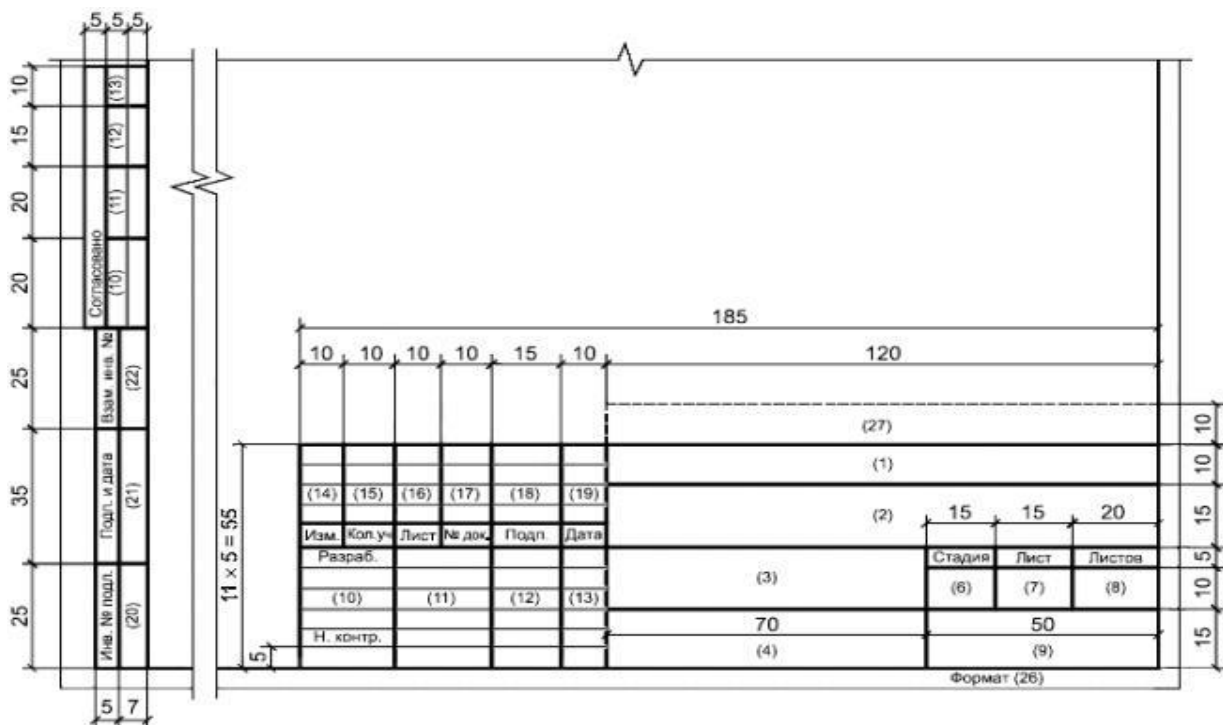 5 5 5
10
(13)
15
(12)
20
(11)
20
Согласовано
(10)
185
25
Взам. инв. №
(22)
10 10 10 10 15 10 120
(27)
10
(1)
10
35
Подп. и дата
(21)
11 × 5 = 55
(14) (15) (16) (17) (18) (19)
(2)
15 15 20
15
Изм. Кол.уч Лист № док. Подп. Дата
Разраб.
Стадия Лист Листов
5
(3)
(6) (7) (8)
10
25
Инв. № подл.
(20)
(10) (11) (12) (13)
70 50
Н. контр.
5
(4) (9)
15
Формат (26)
5 7